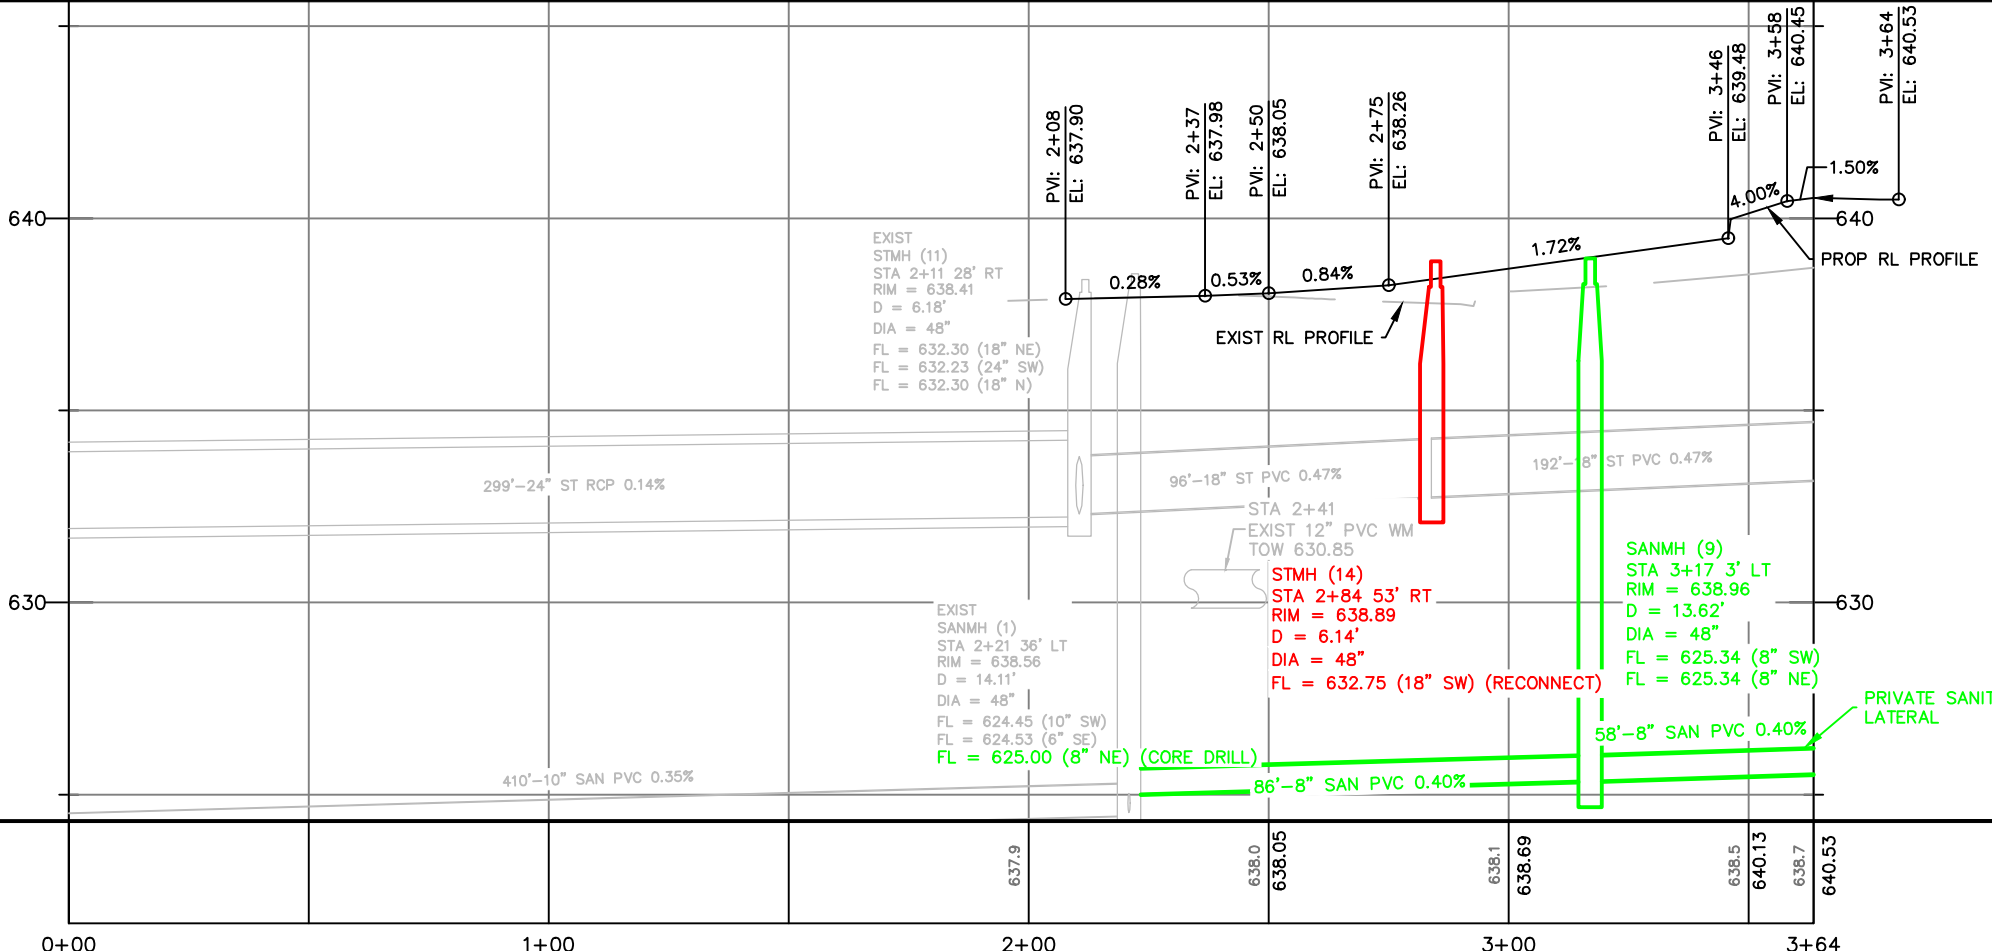 PVI: 2+08
EL: 637.90
PVI: 2+37
EL: 637.98
PVI: 2+50
EL: 638.05
PVI: 2+75
EL: 638.26
PVI: 3+46
EL: 639.48
PVI: 3+58
EL: 640.45
PVI: 3+64
EL: 640.53
1.50%
4.00%
640
640
PROP RL PROFILE
1.72%
0.28%
0.53%
0.84%
EXIST RL PROFILE
EXIST
STMH (11)
STA 2+11 28' RT
RIM = 638.41
D = 6.18'
DIA = 48"
FL = 632.30 (18" NE)
FL = 632.23 (24" SW)
FL = 632.30 (18" N)
299'-24" ST RCP 0.14%
96'-18" ST PVC 0.47%
192'-18" ST PVC 0.47%
STA 2+41
EXIST 12" PVC WM
TOW 630.85
630
630
STMH (14)
STA 2+84 53' RT
RIM = 638.89
D = 6.14'
DIA = 48"
FL = 632.75 (18" SW) (RECONNECT)
SANMH (9)
STA 3+17 3' LT
RIM = 638.96
D = 13.62'
DIA = 48"
FL = 625.34 (8" SW)
FL = 625.34 (8" NE)
EXIST
SANMH (1)
STA 2+21 36' LT
RIM = 638.56
D = 14.11'
DIA = 48"
FL = 624.45 (10" SW)
FL = 624.53 (6" SE)
FL = 625.00 (8" NE) (CORE DRILL)
PRIVATE SANIT
LATERAL
58'-8" SAN PVC 0.40%
86'-8" SAN PVC 0.40%
410'-10" SAN PVC 0.35%
637.9
638.0
638.05
638.1
638.69
638.5
640.13
638.7
640.53
0+00
1+00
2+00
3+00
3+64